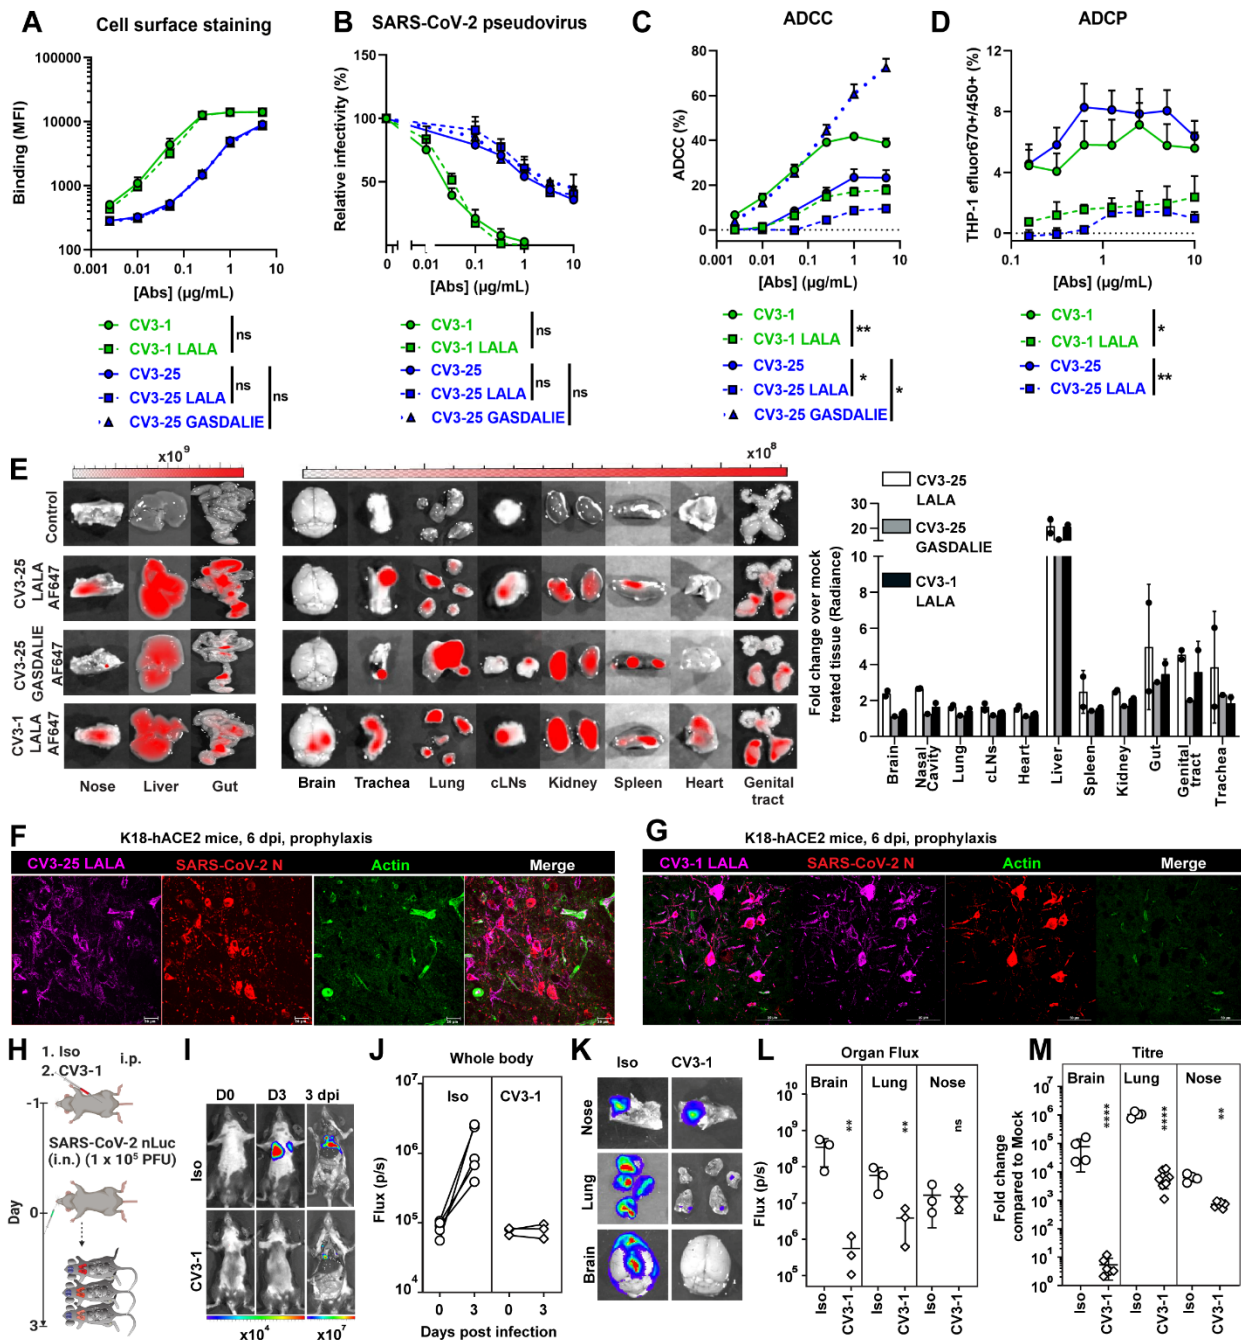 A
Cell surface staining
Binding (MFI)
100000
10000
1000
100
0.001
0.01
0.1
1
10
[Abs] (µg/mL)
CV3-1
CV3-1 LALA
CV3-25
CV3-25 LALA
CV3-25 GASDALIE
ns
ns
ns
B
SARS-CoV-2 pseudovirus
Relative infectivity (%)
150
100
50
0
0.01
0.1
1
10
[Abs] (µg/mL)
CV3-1
CV3-1 LALA
CV3-25
CV3-25 LALA
CV3-25 GASDALIE
ns
ns
ns
C
ADCC
ADCC (%)
80
60
40
20
0
0.001
0.01
0.1
1
10
[Abs] (µg/mL)
CV3-1
CV3-1 LALA
CV3-25
CV3-25 LALA
CV3-25 GASDALIE
**
*
*
D
ADCP
THP-1 efluor670+/450+ (%)
12
8
4
0
0.1
1
10
[Abs] (µg/mL)
CV3-1
CV3-1 LALA
CV3-25
CV3-25 LALA
*
**
E
x10⁹
x10⁸
Control
CV3-25
LALA
AF647
CV3-25
GASDALIE
AF647
CV3-1
LALA
AF647
Nose
Liver
Gut
Brain
Trachea
Lung
cLNs
Kidney
Spleen
Heart
Genital
tract
Fold change over mock
treated tissue (Radiance)
30
20
10
8
6
4
2
0
CV3-25
LALA
CV3-25
GASDALIE
CV3-1
LALA
Brain
Nasal
Cavity
Lung
cLNs
Heart
Liver
Spleen
Kidney
Gut
Genital
tract
Trachea
F
K18-hACE2 mice, 6 dpi, prophylaxis
CV3-25 LALA
SARS-CoV-2 N
Actin
Merge
G
K18-hACE2 mice, 6 dpi, prophylaxis
CV3-1 LALA
SARS-CoV-2 N
Actin
Merge
H
1. Iso
2. CV3-1
i.p.
-1
SARS-CoV-2 nLuc
(i.n.) (1 x 10⁵ PFU)
Day
0
3
I
D0
D3
3 dpi
Iso
CV3-1
x10⁴
x10⁷
J
Whole body
Iso
CV3-1
Flux (p/s)
10⁷
10⁶
10⁵
10⁴
0
3
0
3
Days post infection
K
Iso
CV3-1
Nose
Lung
Brain
L
Organ Flux
Brain
Lung
Nose
**
**
ns
Flux (p/s)
10¹⁰
10⁹
10⁸
10⁷
10⁶
10⁵
Iso
CV3-1
Iso
CV3-1
Iso
CV3-1
M
Titre
Brain
Lung
Nose
****
****
**
Fold change
compared to Mock
10⁸
10⁷
10⁶
10⁵
10⁴
10³
10²
10¹
10⁰
Iso
CV3-1
Iso
CV3-1
Iso
CV3-1